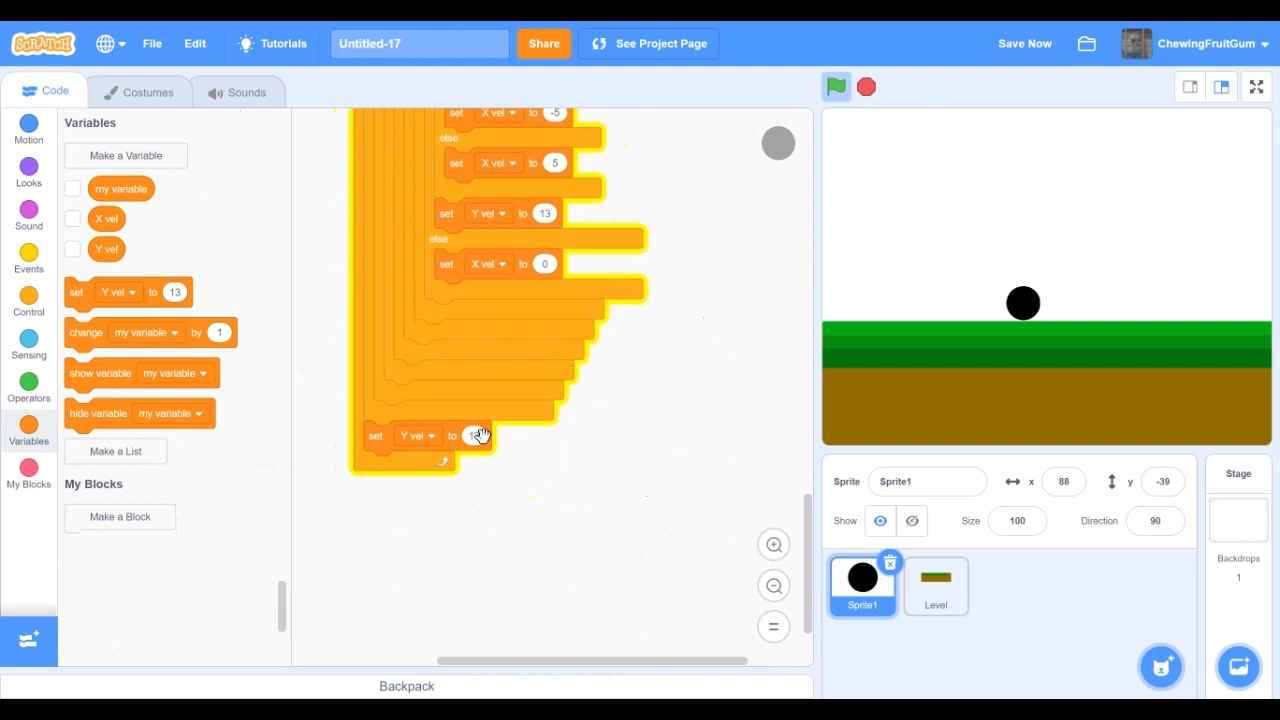 SCRATCH File Edit Tutorials Untitled-17 Share See Project Page Save Now ChewingFruitGum
Code Costumes Sounds
Motion
Looks
Sound
Events
Control
Sensing
Operators
Variables
My Blocks
Variables
Make a Variable
my variable
X vel
Y vel
set Y vel to 13
change my variable by 1
show variable my variable
hide variable my variable
Make a List
My Blocks
Make a Block
set X vel to -5
else
set X vel to 5
set Y vel to 13
else
set X vel to 0
set Y vel to
Backpack
Sprite Sprite1 x 88 y -39
Show Size 100 Direction 90
Sprite1
Level
Stage
Backdrops
1